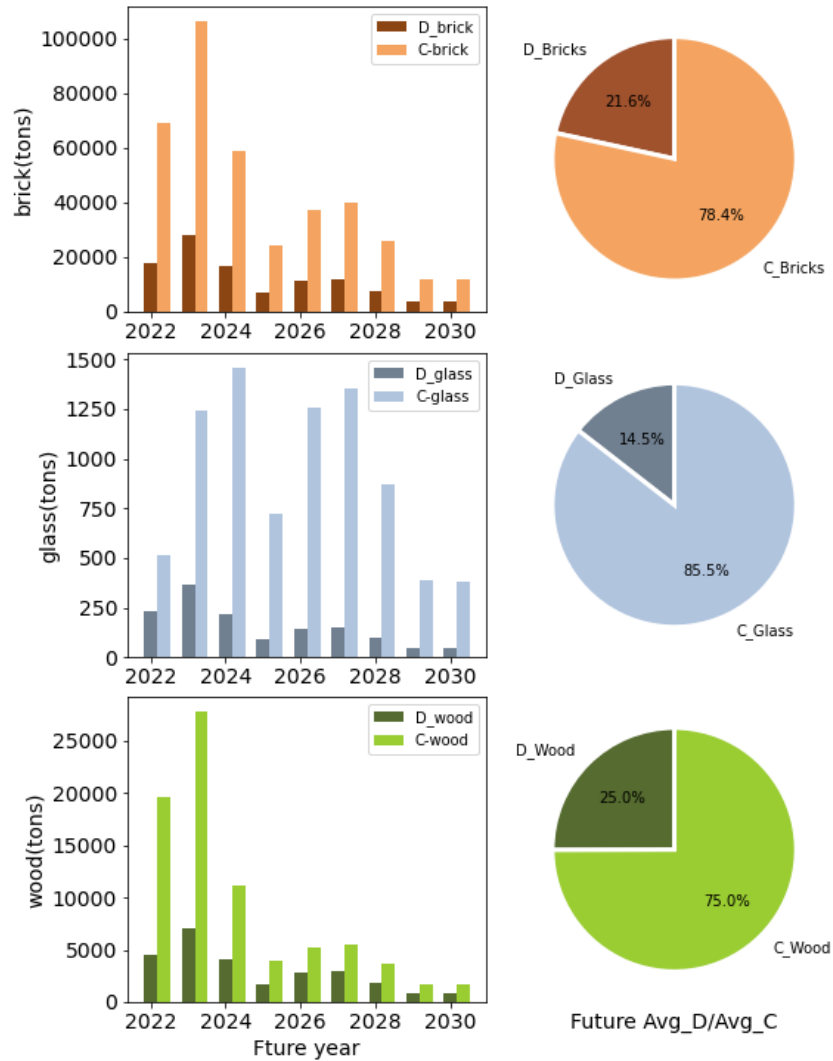 100000
80000
60000
40000
20000
0
brick(tons)
D_brick
C-brick
2022 2024 2026 2028 2030
D_Bricks
21.6%
78.4%
C_Bricks
1500
1250
1000
750
500
250
0
glass(tons)
D_glass
C-glass
2022 2024 2026 2028 2030
D_Glass
14.5%
85.5%
C_Glass
25000
20000
15000
10000
5000
0
wood(tons)
D_wood
C-wood
2022 2024 2026 2028 2030
Fture year
D_Wood
25.0%
75.0%
C_Wood
Future Avg_D/Avg_C